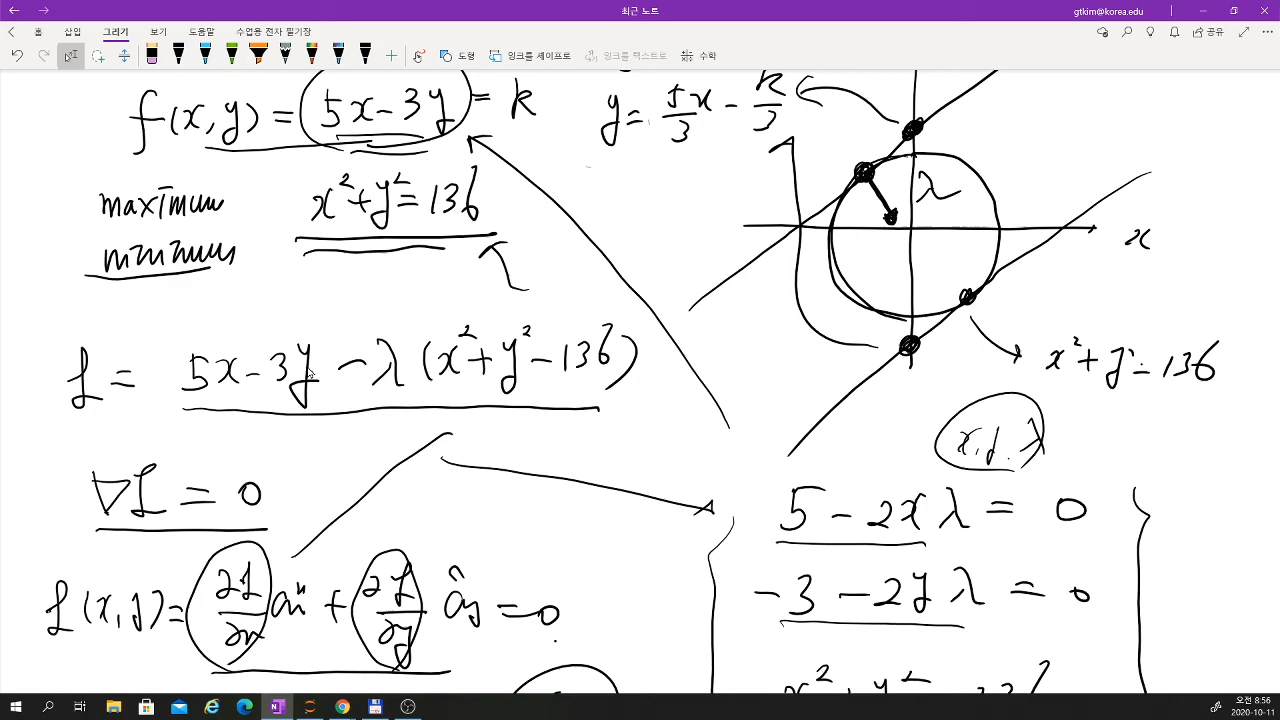 최근 노트
gtkim@korea.edu
홈 삽입 그리기 보기 도움말 수업용 전자 필기장
공유
도형 잉크를 셰이프로 잉크를 텍스트로 수학
f(x,y) = 5x-3y = k
y = 5x/3 - k/3
maximum
x²+y²=136
minimum
λ
x
L = 5x-3y-λ(x²+y²-136)
x²+y²=136
x, y, λ
∇L = 0
5-2xλ = 0
-3-2yλ = 0
오전 8:56
2020-10-11